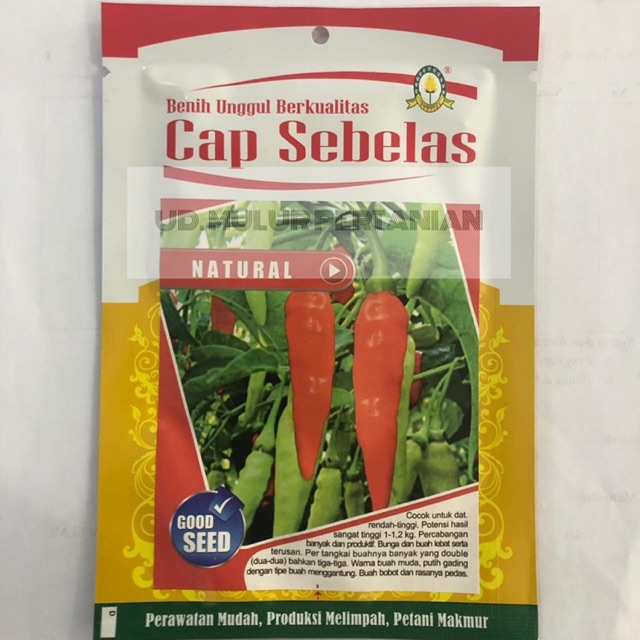 Benih Unggul Berkualitas
Cap Sebelas
UD.MULUR PERTANIAN
NATURAL
GOOD
SEED
Cocok untuk dat.
rendah-tinggi. Potensi hasil
sangat tinggi 1-1,2 kg. Percabangan
banyak dan produktif. Bunga dan buah lebat serta
terusan. Per tangkai buahnya banyak yang double
(dua-dua) bahkan tiga-tiga. Warna buah muda, putih gading
dengan tipe buah menggantung. Buah bobot dan rasanya pedas.
Perawatan Mudah, Produksi Melimpah, Petani Makmur